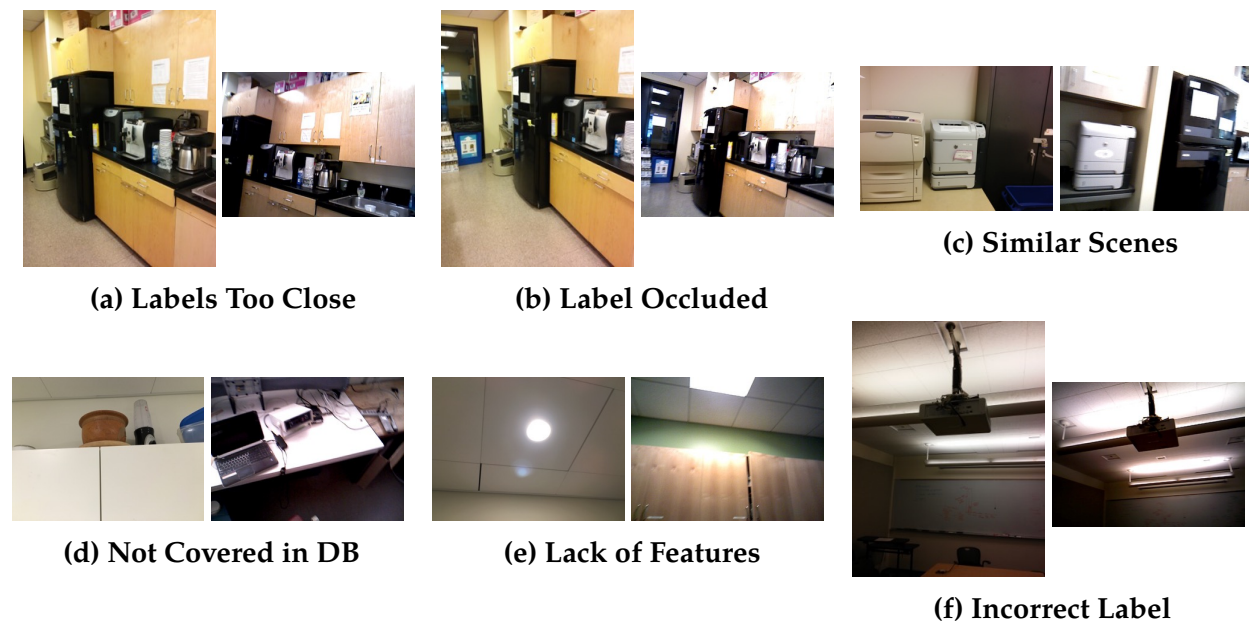 (a) Labels Too Close
(b) Label Occluded
(c) Similar Scenes
(d) Not Covered in DB
(e) Lack of Features
(f) Incorrect Label